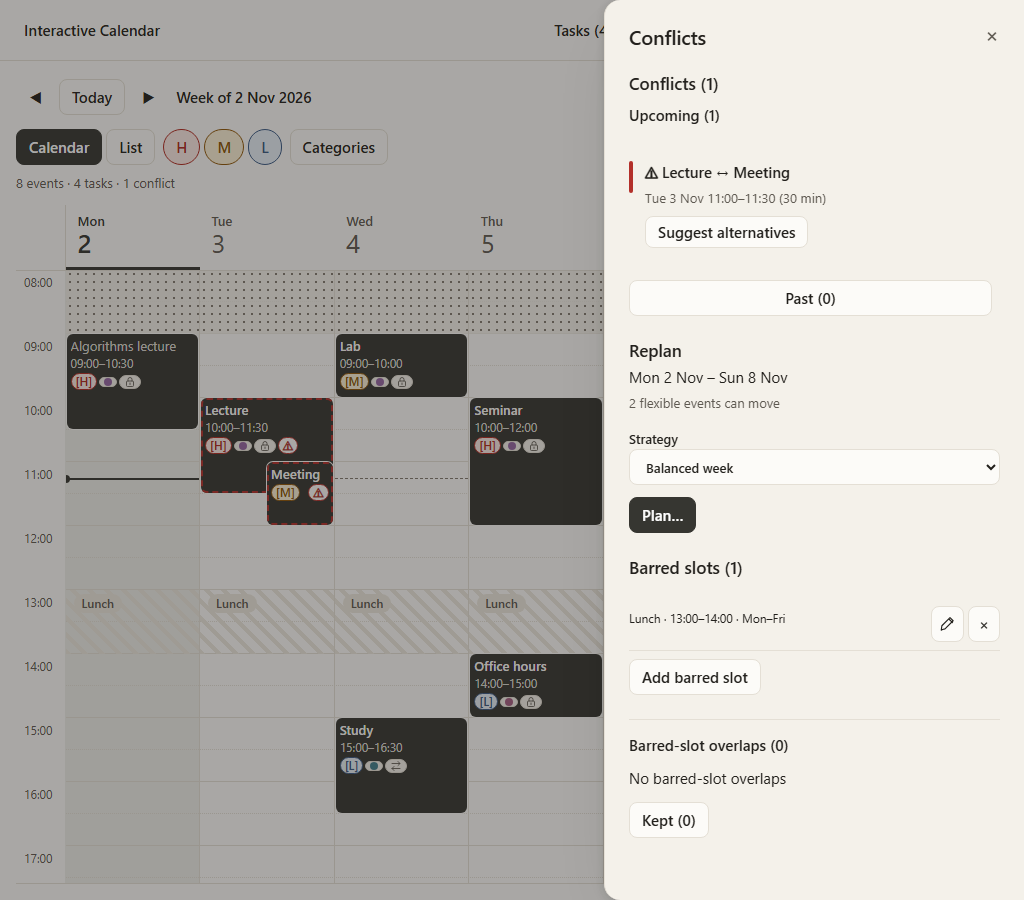 Interactive Calendar
Tasks (4
◀ Today ▶ Week of 2 Nov 2026
Calendar List H M L Categories
8 events · 4 tasks · 1 conflict
Mon Tue Wed Thu
2 3 4 5
08:00
09:00
10:00
11:00
12:00
13:00
14:00
15:00
16:00
17:00
Algorithms lecture
09:00–10:30
[H]
Lecture
10:00–11:30
[H]
Meeting
[M]
Lab
09:00–10:00
[M]
Seminar
10:00–12:00
[H]
Lunch Lunch Lunch Lunch
Office hours
14:00–15:00
[L]
Study
15:00–16:30
[L]
Conflicts ×
Conflicts (1)
Upcoming (1)
⚠ Lecture ↔ Meeting
Tue 3 Nov 11:00–11:30 (30 min)
Suggest alternatives
Past (0)
Replan
Mon 2 Nov – Sun 8 Nov
2 flexible events can move
Strategy
Balanced week
Plan...
Barred slots (1)
Lunch · 13:00–14:00 · Mon–Fri ×
Add barred slot
Barred-slot overlaps (0)
No barred-slot overlaps
Kept (0)